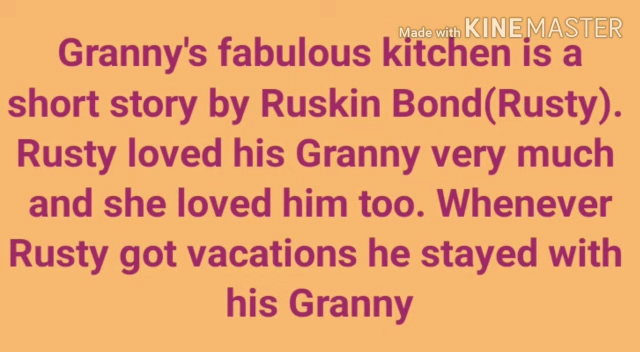 Made with KINEMASTER
Granny's fabulous kitchen is a
short story by Ruskin Bond(Rusty).
Rusty loved his Granny very much
and she loved him too. Whenever
Rusty got vacations he stayed with
his Granny